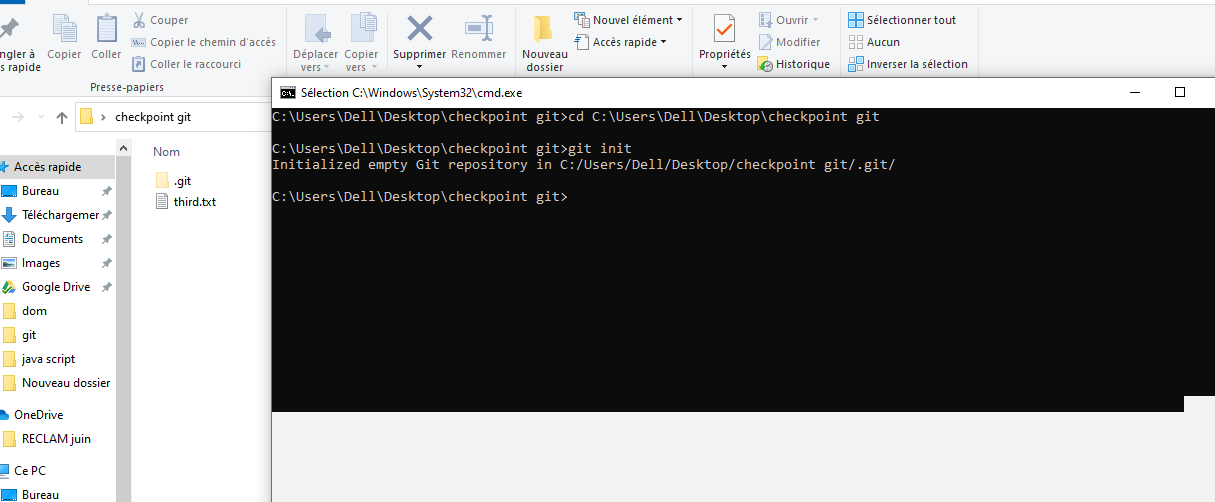 ngler à
s rapide
Copier
Coller
Couper
Copier le chemin d'accès
Coller le raccourci
Presse-papiers
Déplacer
vers
Copier
vers
Supprimer
Renommer
Nouveau
dossier
Nouvel élément
Accès rapide
Propriétés
Ouvrir
Modifier
Historique
Sélectionner tout
Aucun
Inverser la sélection
checkpoint git
Accès rapide
Bureau
Téléchargemer
Documents
Images
Google Drive
dom
git
java script
Nouveau dossier
OneDrive
RECLAM juin
Ce PC
Bureau
Nom
.git
third.txt
C:\.
Sélection C:\Windows\System32\cmd.exe
C:\Users\Dell\Desktop\checkpoint git>cd C:\Users\Dell\Desktop\checkpoint git
C:\Users\Dell\Desktop\checkpoint git>git init
Initialized empty Git repository in C:/Users/Dell/Desktop/checkpoint git/.git/
C:\Users\Dell\Desktop\checkpoint git>